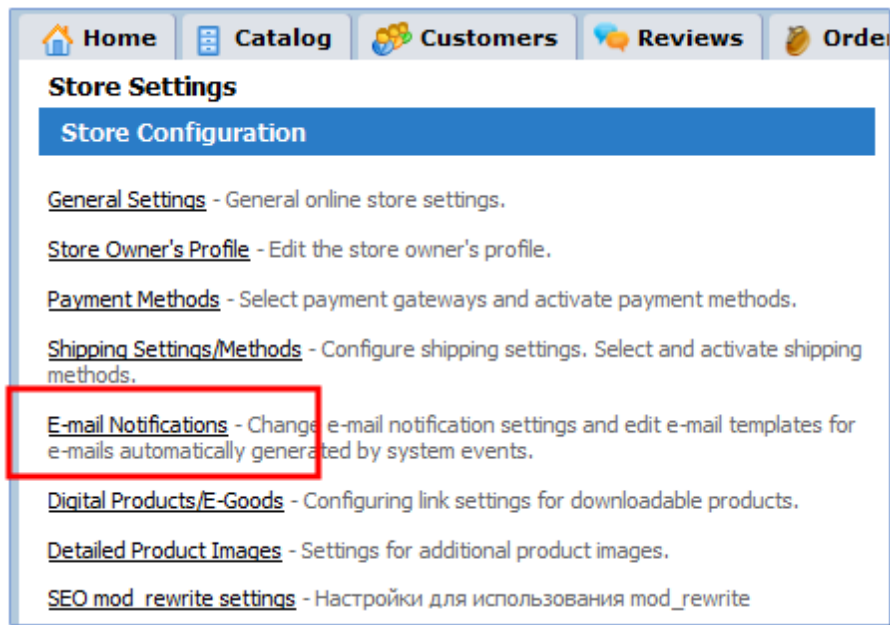 Home Catalog Customers Reviews Orde
Store Settings
Store Configuration
General Settings - General online store settings.
Store Owner's Profile - Edit the store owner's profile.
Payment Methods - Select payment gateways and activate payment methods.
Shipping Settings/Methods - Configure shipping settings. Select and activate shipping
methods.
E-mail Notifications - Change e-mail notification settings and edit e-mail templates for
e-mails automatically generated by system events.
Digital Products/E-Goods - Configuring link settings for downloadable products.
Detailed Product Images - Settings for additional product images.
SEO mod_rewrite settings - Настройки для использования mod_rewrite